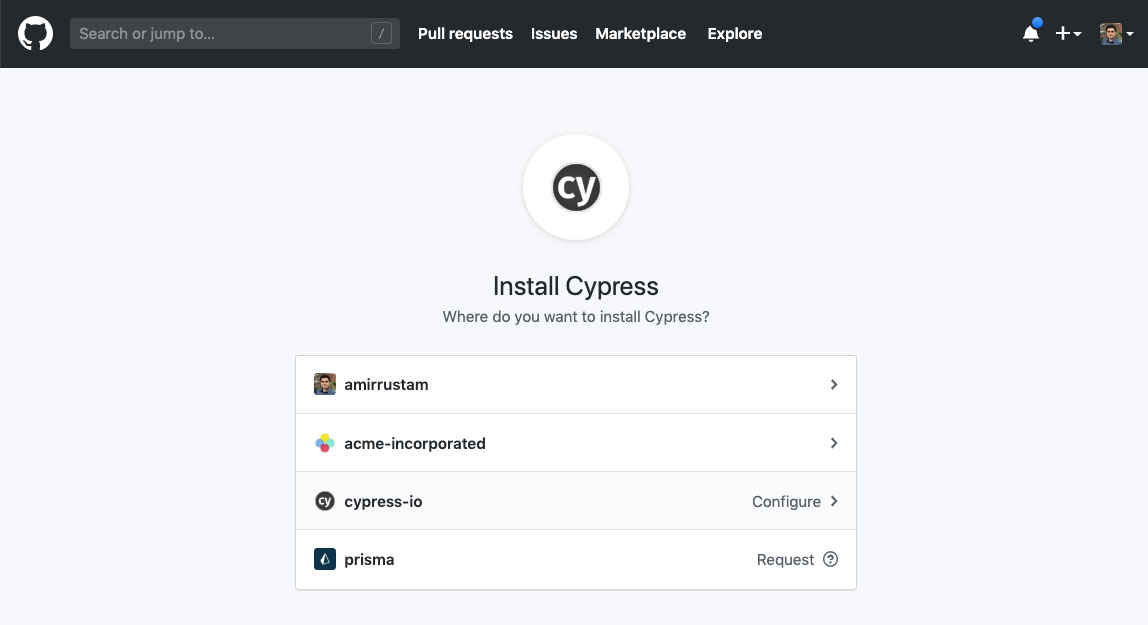 Search or jump to... / Pull requests Issues Marketplace Explore
cy
Install Cypress
Where do you want to install Cypress?
amirrustam
acme-incorporated
cy cypress-io Configure
prisma Request ?